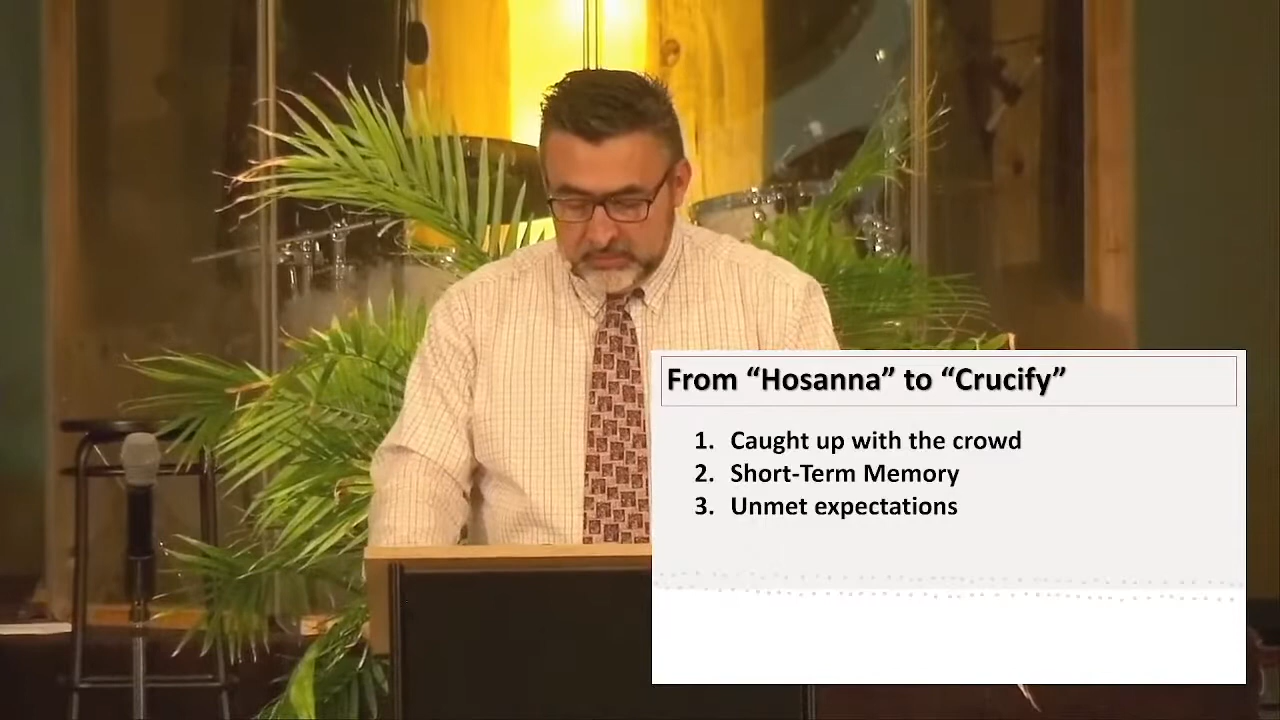 From “Hosanna” to “Crucify”
1. Caught up with the crowd
2. Short-Term Memory
3. Unmet expectations